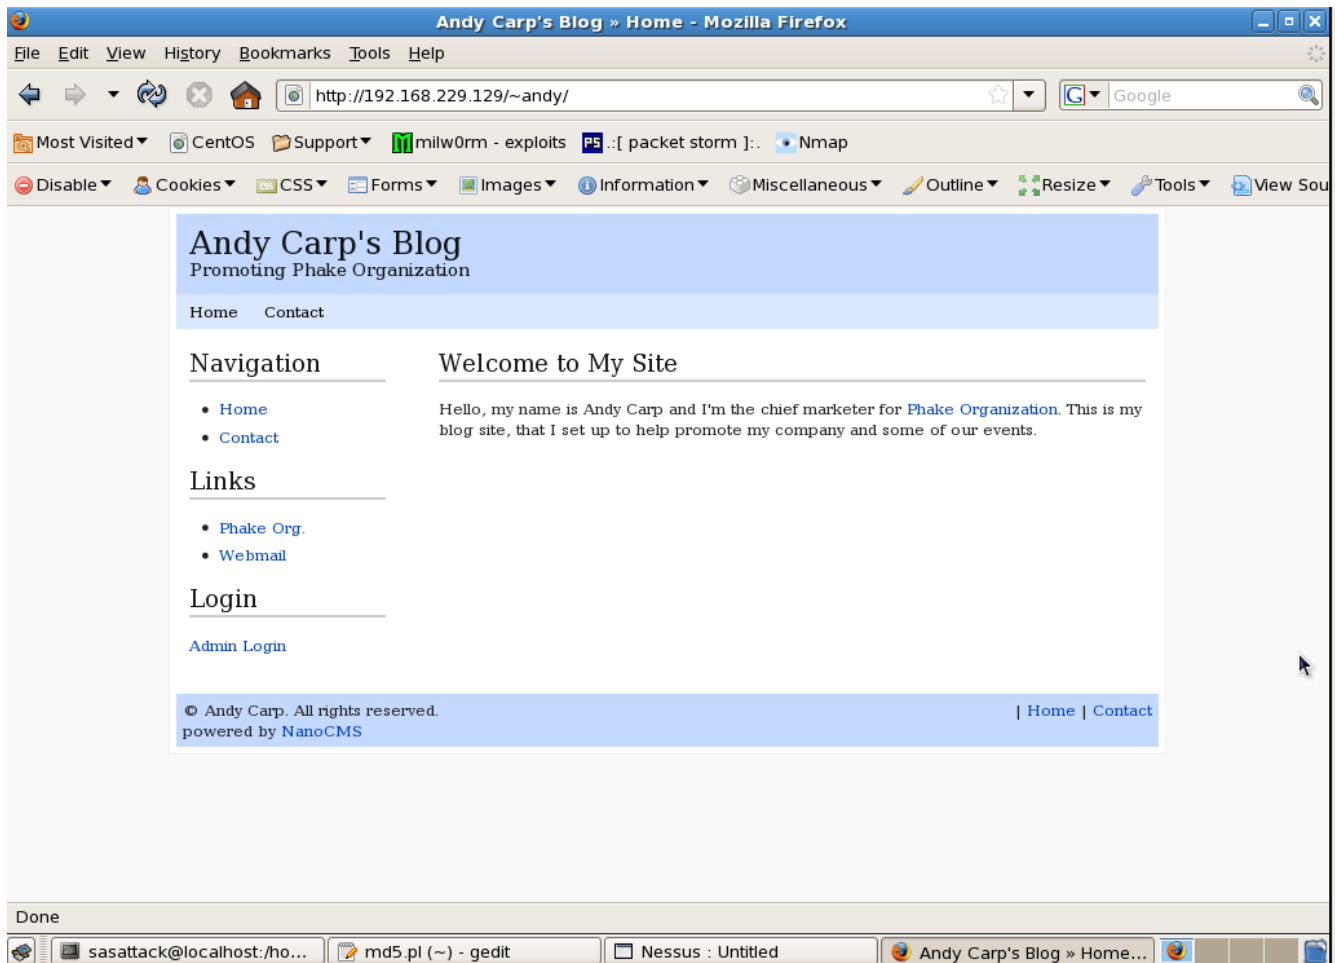 Andy Carp's Blog » Home - Mozilla Firefox
File Edit View History Bookmarks Tools Help
http://192.168.229.129/~andy/
G Google
Most Visited CentOS Support milw0rm - exploits PS .:[ packet storm ]:. Nmap
Disable Cookies CSS Forms Images Information Miscellaneous Outline Resize Tools View Sou
Andy Carp's Blog
Promoting Phake Organization
Home Contact
Navigation
Home
Contact
Links
Phake Org.
Webmail
Login
Admin Login
Welcome to My Site
Hello, my name is Andy Carp and I'm the chief marketer for Phake Organization. This is my
blog site, that I set up to help promote my company and some of our events.
© Andy Carp. All rights reserved.
powered by NanoCMS
| Home | Contact
Done
sasattack@localhost:/ho... md5.pl (~) - gedit Nessus : Untitled Andy Carp's Blog » Home...